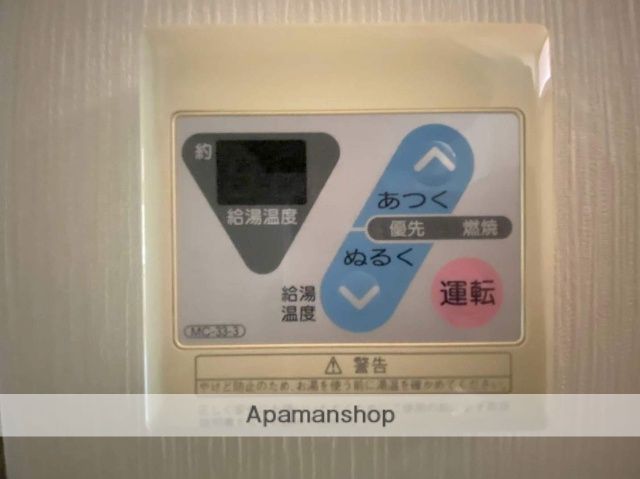 約
給湯温度
あつく
優先 燃焼
ぬるく
給湯
温度
運転
MC-33-3
⚠ 警告
やけど防止のため、お湯を使う前に湯温を確かめてください。
Apamanshop